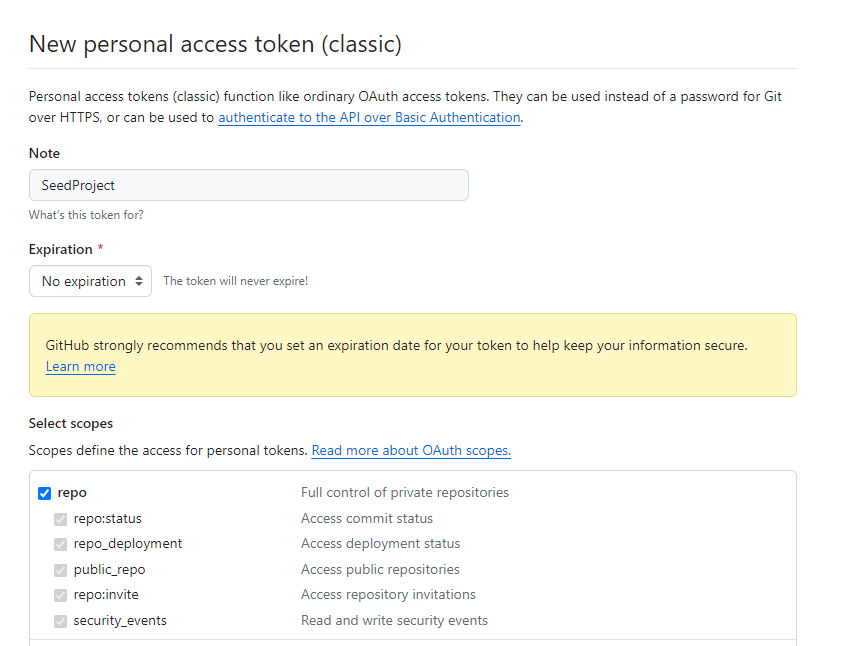 New personal access token (classic)
Personal access tokens (classic) function like ordinary OAuth access tokens. They can be used instead of a password for Git
over HTTPS, or can be used to authenticate to the API over Basic Authentication.
Note
SeedProject
What's this token for?
Expiration *
No expiration The token will never expire!
GitHub strongly recommends that you set an expiration date for your token to help keep your information secure.
Learn more
Select scopes
Scopes define the access for personal tokens. Read more about OAuth scopes.
repo Full control of private repositories
repo:status Access commit status
repo_deployment Access deployment status
public_repo Access public repositories
repo:invite Access repository invitations
security_events Read and write security events